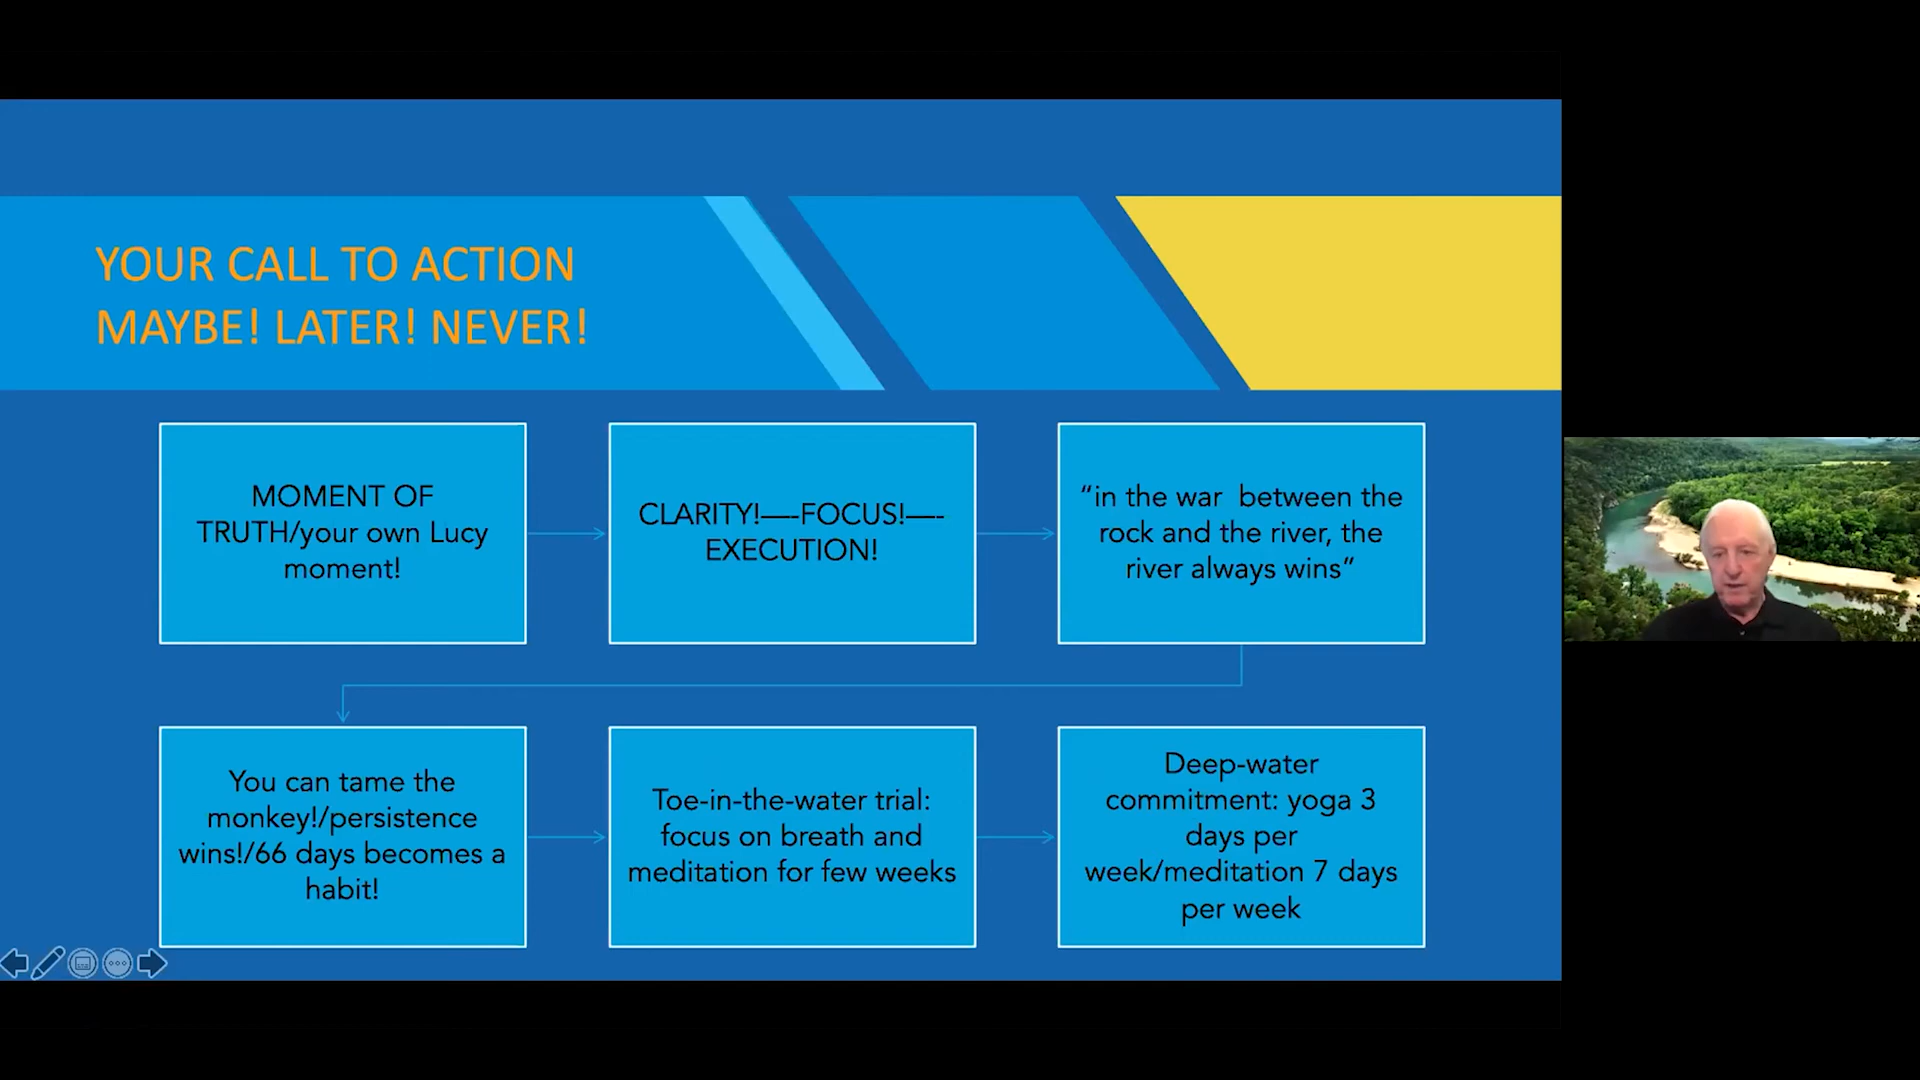 YOUR CALL TO ACTION
MAYBE! LATER! NEVER!
MOMENT OF
TRUTH/your own Lucy
moment!
CLARITY!—-FOCUS!—-
EXECUTION!
“in the war  between the
rock and the river, the
river always wins”
You can tame the
monkey!/persistence
wins!/66 days becomes a
habit!
Toe-in-the-water trial:
focus on breath and
meditation for few weeks
Deep-water
commitment: yoga 3
days per
week/meditation 7 days
per week